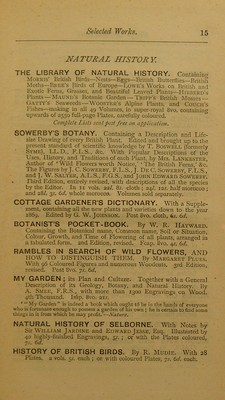 Selected Works. 15
NATURAL HISTORY.
THE LIBRARY OF NATURAL HISTORY. Containing
MORRIS' British Birds—Nests—Eggs—British Butterflies—British
Moths—BREE'S Birds of Europe—LOWE'S Works on British and
Exotic Ferns, Grasses, and Beautiful Leaved Plants—HIBBERD'S
Plants—MAUND'S Botanic Garden—TRIPP'S British Mosses—
GATTY'S Seaweeds—WOOSTER'S Alpine Plants, and COUCH'S
Fishes—making in all 49 Volumes, in super-royal 8vo. containing
upwards of 2550 full-page Plates, carefully coloured.
Complete Lists sent post free on application.
SOWERBY'S BOTANY. Containing a Description and Life-
size Drawing of every British Plant. Edited and brought up to the
present standard of scientific knowledge by T. BOSWELL (formerly
SYME), LL.D., F.L.S., &c. With Popular Descriptions of the
Uses, History, and Traditions of each Plant, by Mrs. LANKESTER,
Author of 'Wild Flowers worth Notice,' 'The British Ferns,' &c.
The Figures by J. C. SOWERBY, F.L.S., J. DE C. SOWERBY, F.L.S.,
and J. W. SALTER, A.L.S., F.G.S., and JOHN EDWARD SOWERBY.
Third Edition, entirely revised, with descriptions of all the species
by the Editor. In 11 vols. 22l. 8s. cloth; 24l. 12s. half morocco;
and 28l. 3s. 6d. whole morocco. Volumes sold separately.
COTTAGE GARDENER'S DICTIONARY. With a Supple-
ment, containing all the new plants and varieties down to the year
1869. Edited by G. W. JOHNSON. Post 8vo. cloth, 6s. 6d.
BOTANIST'S POCKET-BOOK. By W. R. HAYWARD.
Containing the Botanical name, Common name, Soil or Situation,
Colour, Growth, and Time of Flowering of all plants, arranged in
a tabulated form. 2nd Edition, revised. Fcap. 8vo. 4s. 6d.
RAMBLES IN SEARCH OF WILD FLOWERS, AND
HOW TO DISTINGUISH THEM. By MARGARET PLUES.
With 96 Coloured Figures and numerous Woodcuts, 3rd Edition,
revised. Post 8vo. 7s. 6d.
MY GARDEN; its Plan and Culture. Together with a General
Description of its Geology, Botany, and Natural History. By
A. SMEE, F.R.S., with more than 1300 Engravings on Wood.
4th Thousand. Imp. 8vo. 21s.
"'My Garden' is indeed a book which ought to be in the hands of everyone
who is fortunate enough to possess a garden of his own; he is certain to find some
things in it from which he may profit."—Nature.
NATURAL HISTORY OF SELBORNE. With Notes by
Sir WILLIAM JARDINE and EDWARD JESSE, Esq. Illustrated by
40 highly-finished Engravings, 5s.; or with the Plates coloured,
7s. 6d.
HISTORY OF BRITISH BIRDS. By R. MUDIE. With 28
Plates. 2 vols. 5s. each; or with coloured Plates, 7s. 6d. each.